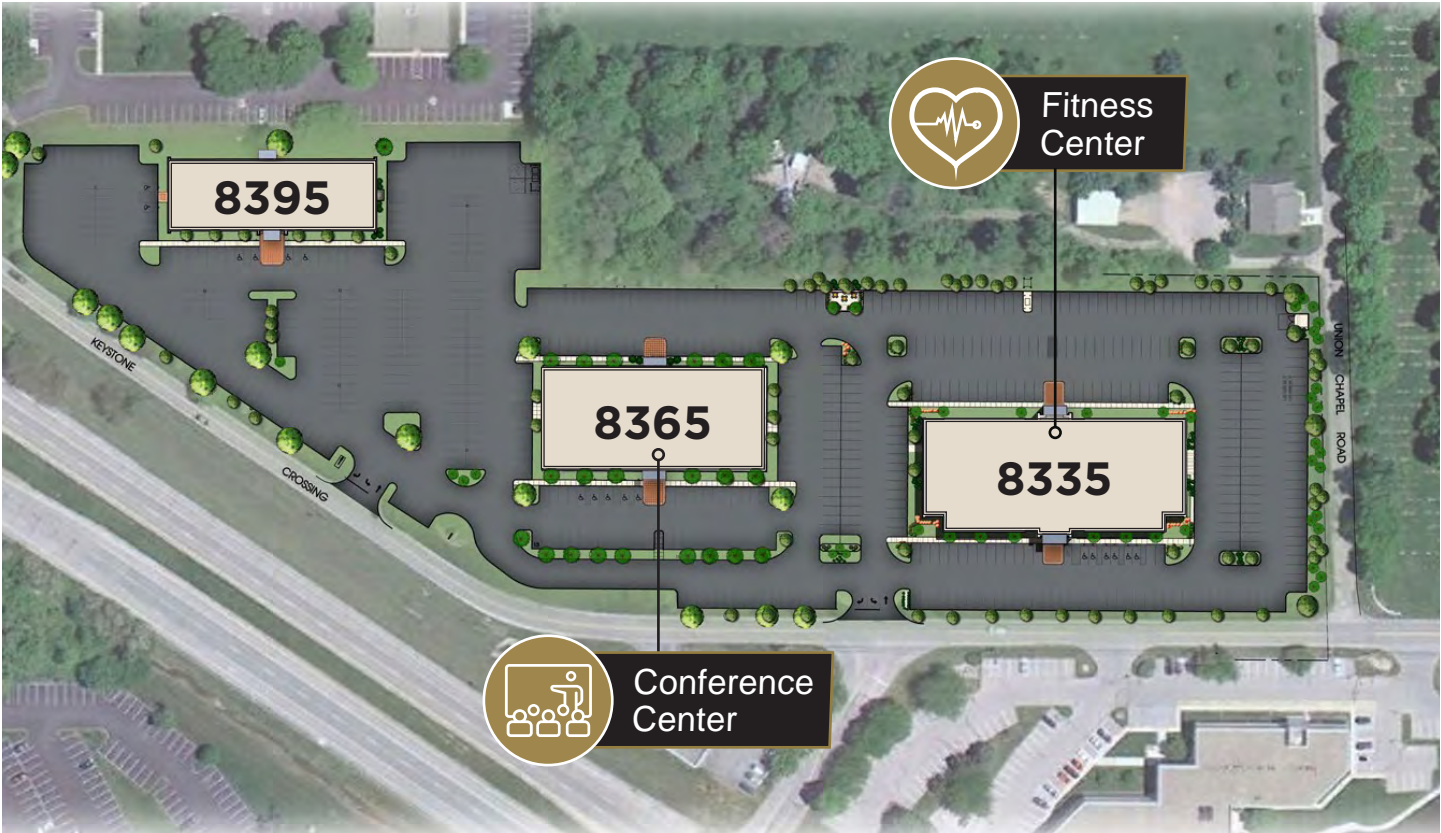 Fitness
Center
8395
KEYSTONE
CROSSING
UNION CHAPEL ROAD
8365
8335
Conference
Center